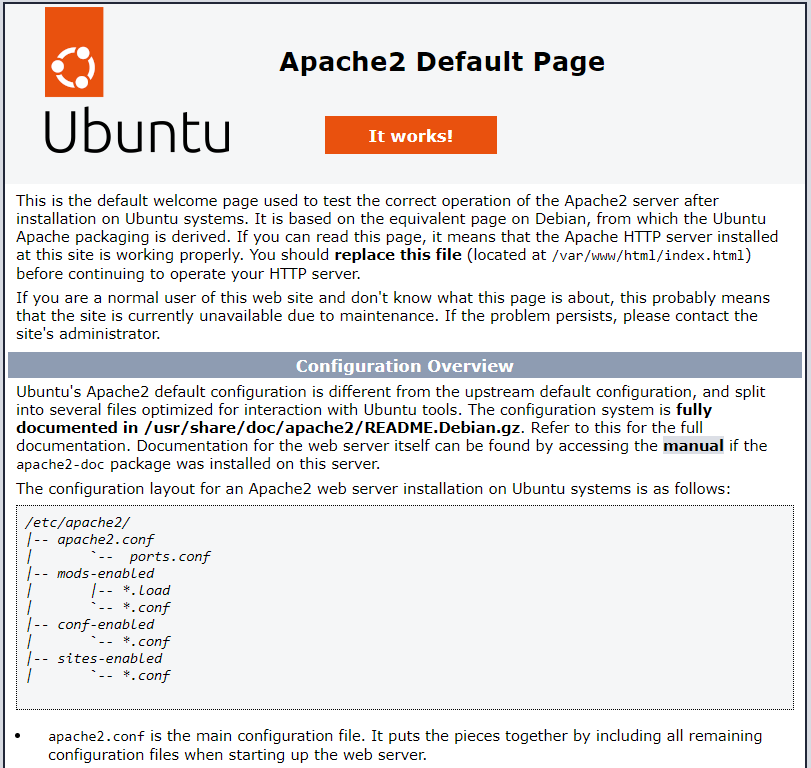 Apache2 Default Page
Ubuntu
It works!
This is the default welcome page used to test the correct operation of the Apache2 server after
installation on Ubuntu systems. It is based on the equivalent page on Debian, from which the Ubuntu
Apache packaging is derived. If you can read this page, it means that the Apache HTTP server installed
at this site is working properly. You should replace this file (located at /var/www/html/index.html)
before continuing to operate your HTTP server.
If you are a normal user of this web site and don't know what this page is about, this probably means
that the site is currently unavailable due to maintenance. If the problem persists, please contact the
site's administrator.
Configuration Overview
Ubuntu's Apache2 default configuration is different from the upstream default configuration, and split
into several files optimized for interaction with Ubuntu tools. The configuration system is fully
documented in /usr/share/doc/apache2/README.Debian.gz. Refer to this for the full
documentation. Documentation for the web server itself can be found by accessing the manual if the
apache2-doc package was installed on this server.
The configuration layout for an Apache2 web server installation on Ubuntu systems is as follows:
/etc/apache2/
|-- apache2.conf
|       `--  ports.conf
|-- mods-enabled
|       |-- *.load
|       `-- *.conf
|-- conf-enabled
|       `-- *.conf
|-- sites-enabled
|       `-- *.conf
• apache2.conf is the main configuration file. It puts the pieces together by including all remaining
configuration files when starting up the web server.